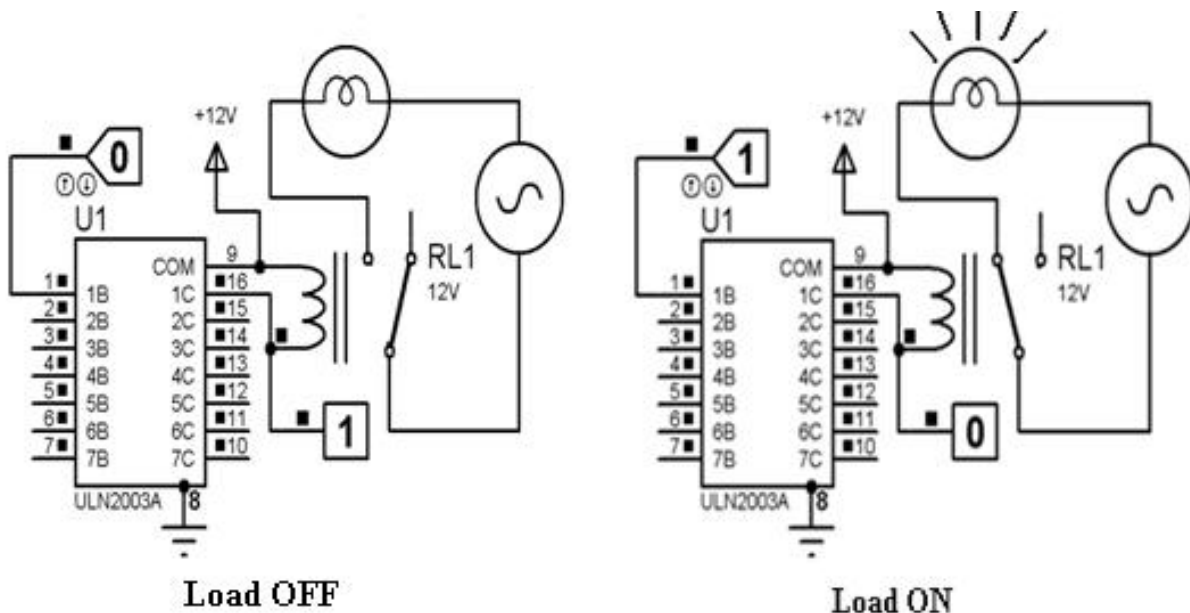 +12V
0
U1
COM 9
1 1B 1C 16
2 2B 2C 15
3 3B 3C 14
4 4B 4C 13
5 5B 5C 12
6 6B 6C 11
7 7B 7C 10
ULN2003A 8
RL1
12V
1
Load OFF
+12V
1
U1
COM 9
1 1B 1C 16
2 2B 2C 15
3 3B 3C 14
4 4B 4C 13
5 5B 5C 12
6 6B 6C 11
7 7B 7C 10
ULN2003A 8
RL1
12V
0
Load ON